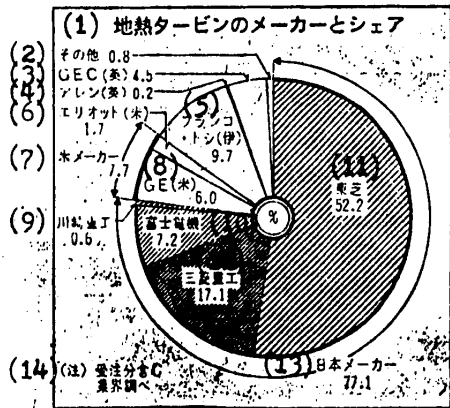 (1) 地熱タービンのメーカーとシェア
(2) その他 0.8
(3) GEC(英) 4.5
(4) アレン(英) 0.2
(5) フランコ
・トシ(伊)
9.7
(6) エリオット(米)
1.7
(7) 米メーカー
7.7
(8) GE(米)
6.0
(9) 川崎重工
0.6
富士電機
7.2
三菱重工
17.1
(11)
東芝
52.2
%
(13) 日本メーカー
77.1
(14) (注) 受注分含む
業界調べ